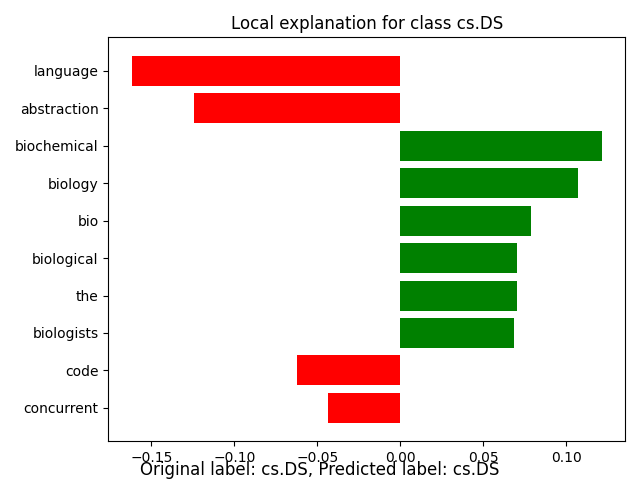 Local explanation for class cs.DS
language
abstraction
biochemical
biology
bio
biological
the
biologists
code
concurrent
−0.15 −0.10 −0.05 0.00 0.05 0.10
Original label: cs.DS, Predicted label: cs.DS